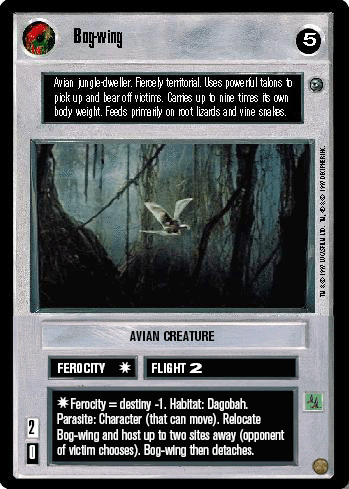 Bog-wing
5
Avian jungle-dweller. Fiercely territorial. Uses powerful talons to
pick up and bear off victims. Carries up to nine times its own
body weight. Feeds primarily on root lizards and vine snakes.
TM, ® & © 1997 LUCASFILM LTD. TM, ® & © 1997 DECIPHER INC.
AVIAN CREATURE
FEROCITY ✷ FLIGHT 2
✷ Ferocity = destiny -1. Habitat: Dagobah.
Parasite: Character (that can move). Relocate
Bog-wing and host up to two sites away (opponent
of victim chooses). Bog-wing then detaches.
2
0